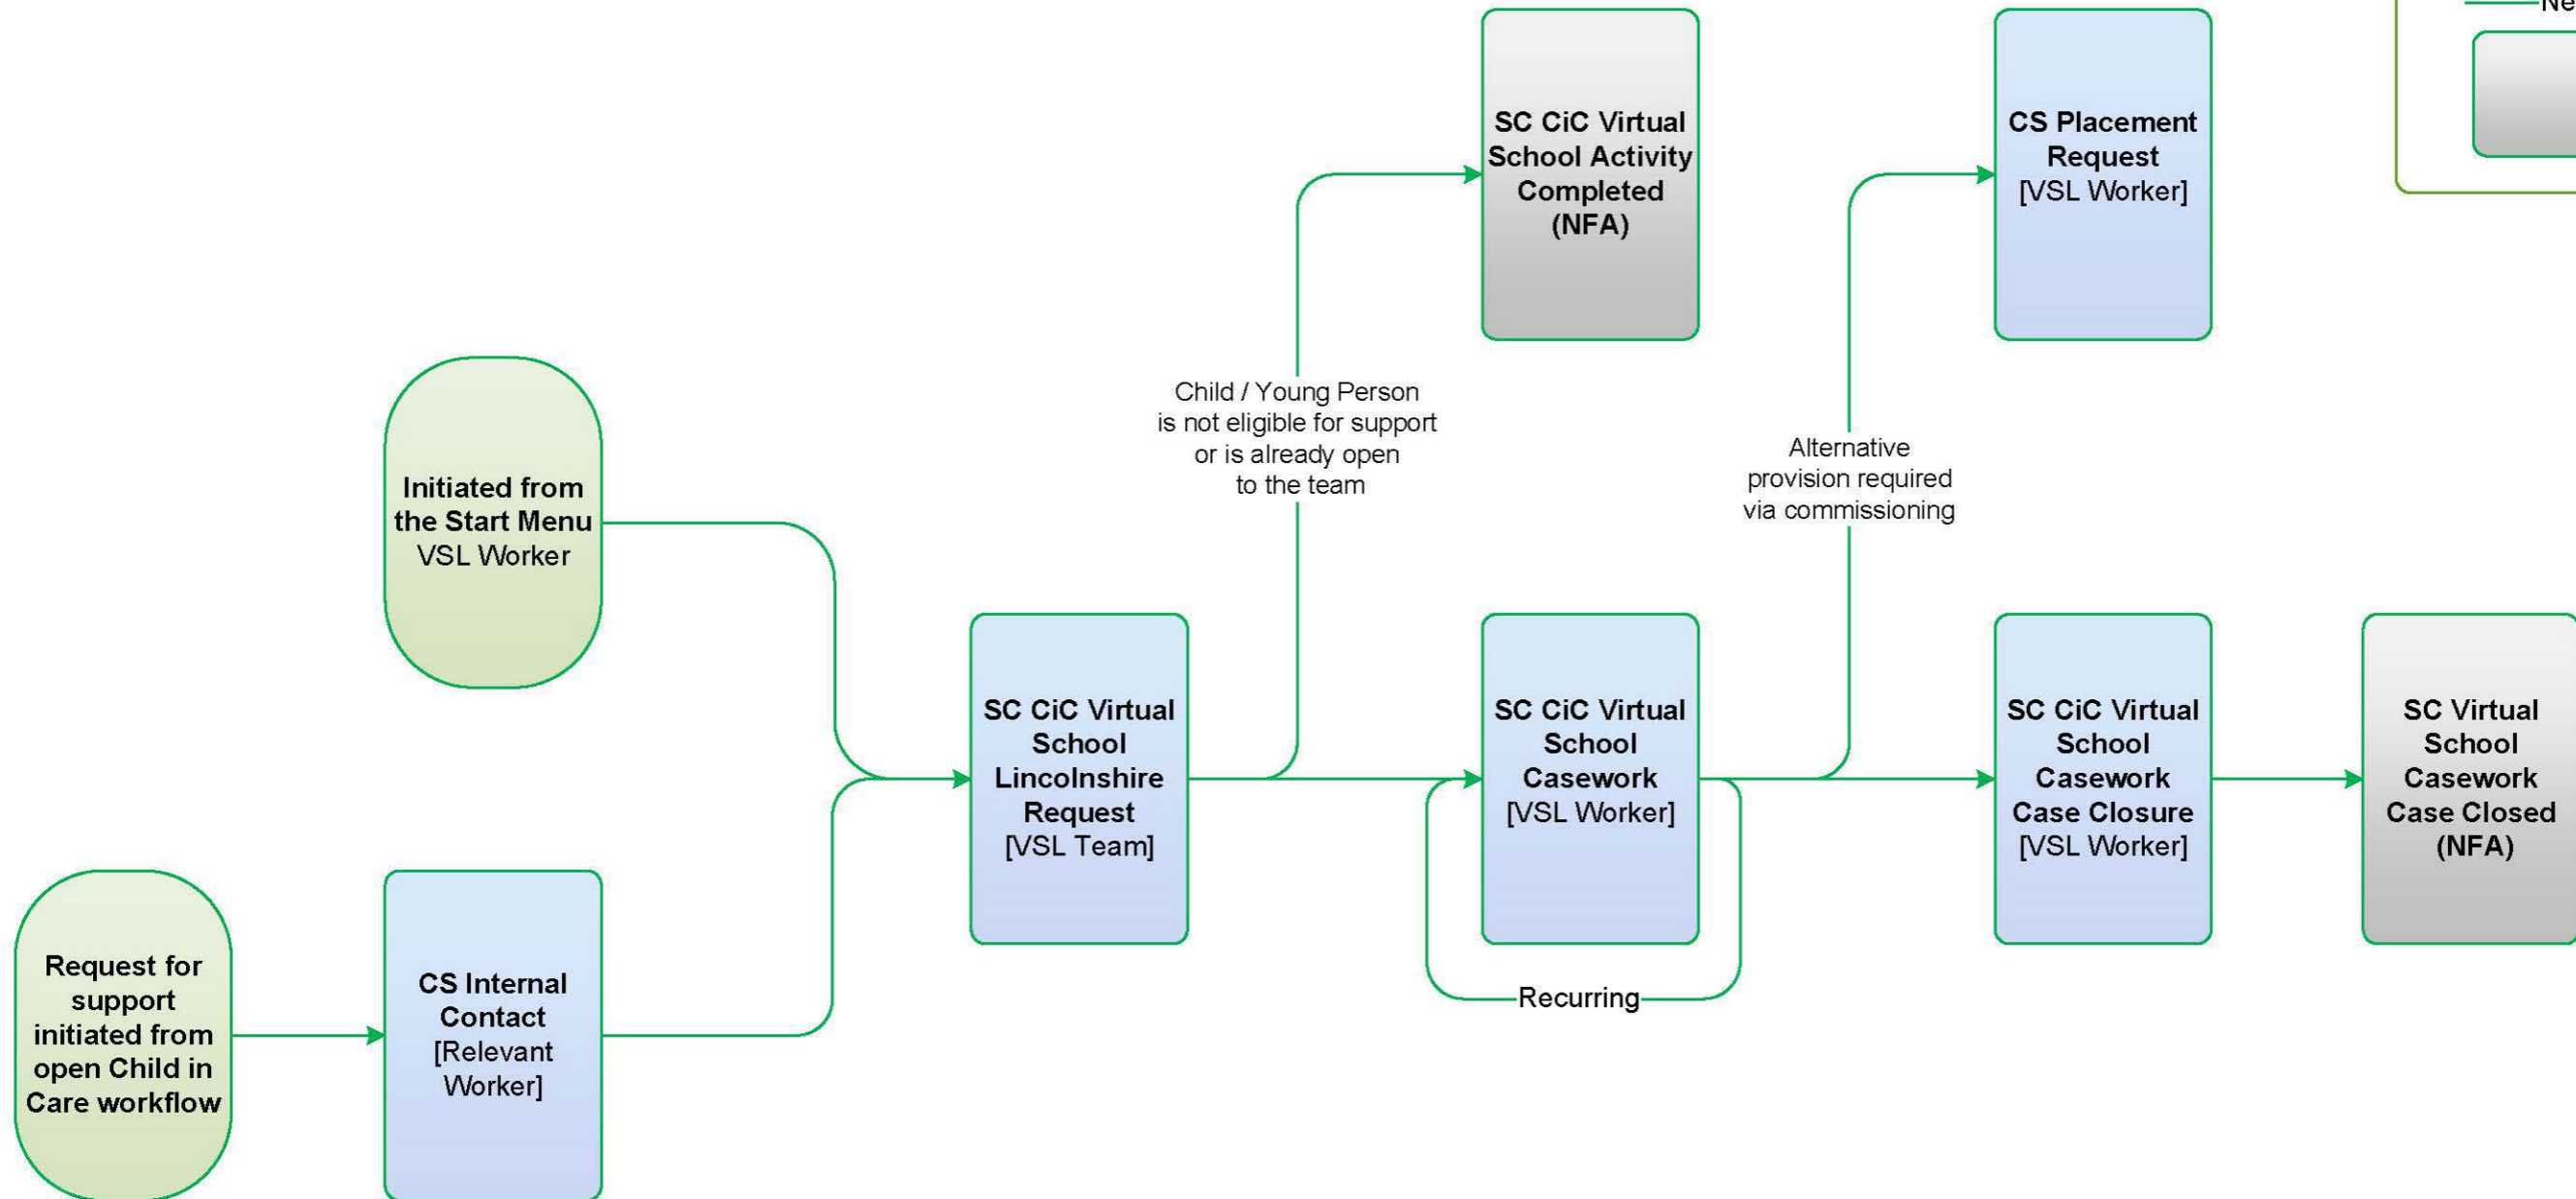 SC CiC Virtual
School Activity
Completed
(NFA)
CS Placement
Request
[VSL Worker]
Child / Young Person
is not eligible for support
or is already open
to the team
Alternative
provision required
via commissioning
Initiated from
the Start Menu
VSL Worker
SC CiC Virtual
School
Lincolnshire
Request
[VSL Team]
SC CiC Virtual
School
Casework
[VSL Worker]
SC CiC Virtual
School
Casework
Case Closure
[VSL Worker]
SC Virtual
School
Casework
Case Closed
(NFA)
Request for
support
initiated from
open Child in
Care workflow
CS Internal
Contact
[Relevant
Worker]
Recurring